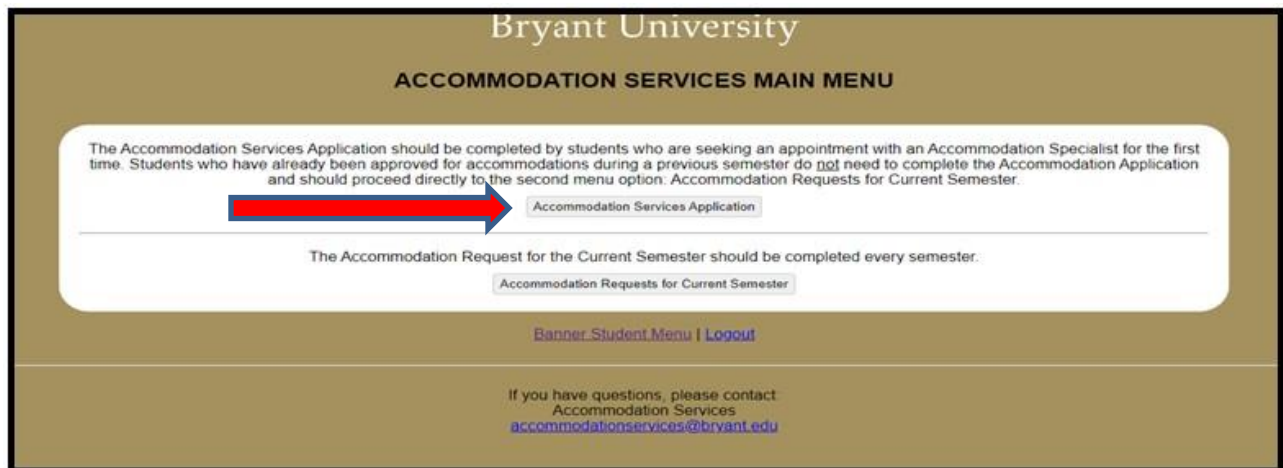 Bryant University
ACCOMMODATION SERVICES MAIN MENU
The Accommodation Services Application should be completed by students who are seeking an appointment with an Accommodation Specialist for the first
time. Students who have already been approved for accommodations during a previous semester do not need to complete the Accommodation Application
and should proceed directly to the second menu option: Accommodation Requests for Current Semester.
Accommodation Services Application
The Accommodation Request for the Current Semester should be completed every semester.
Accommodation Requests for Current Semester
Banner Student Menu | Logout
If you have questions, please contact
Accommodation Services
accommodationservices@bryant.edu